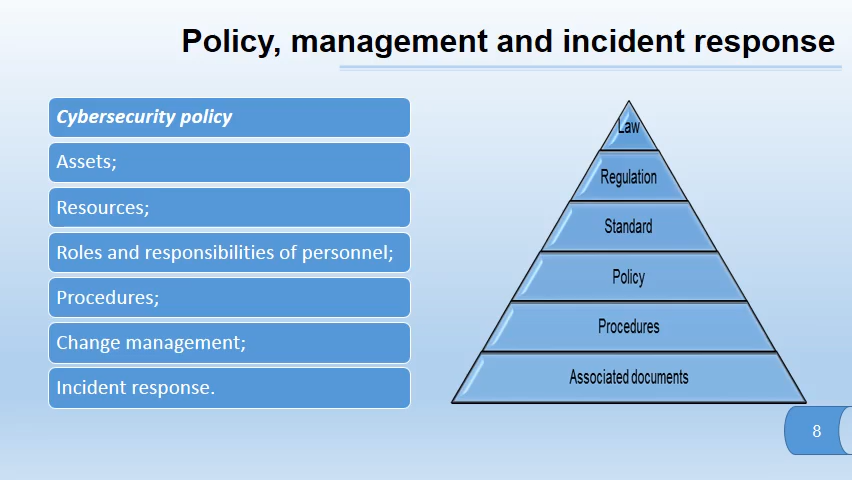 Policy, management and incident response
Cybersecurity policy
Assets;
Resources;
Roles and responsibilities of personnel;
Procedures;
Change management;
Incident response.
Law
Regulation
Standard
Policy
Procedures
Associated documents
8